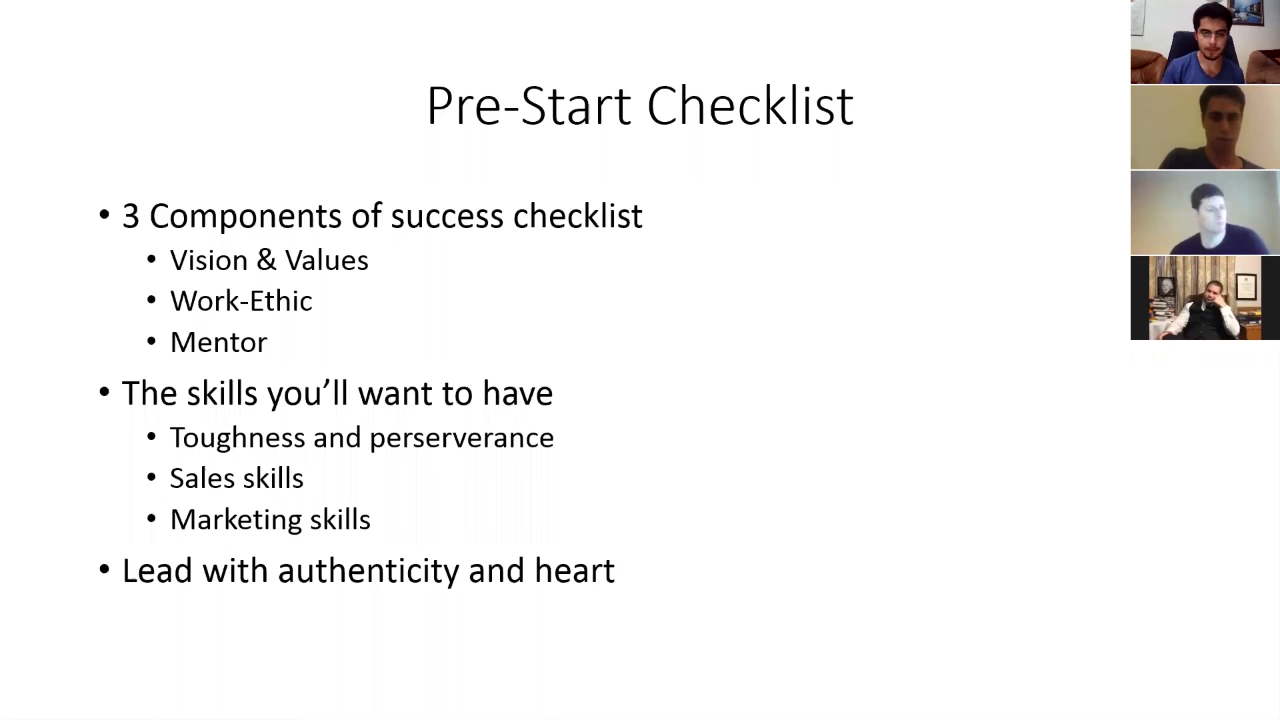 Pre-Start Checklist
• 3 Components of success checklist
• Vision & Values
• Work-Ethic
• Mentor
• The skills you’ll want to have
• Toughness and perserverance
• Sales skills
• Marketing skills
• Lead with authenticity and heart